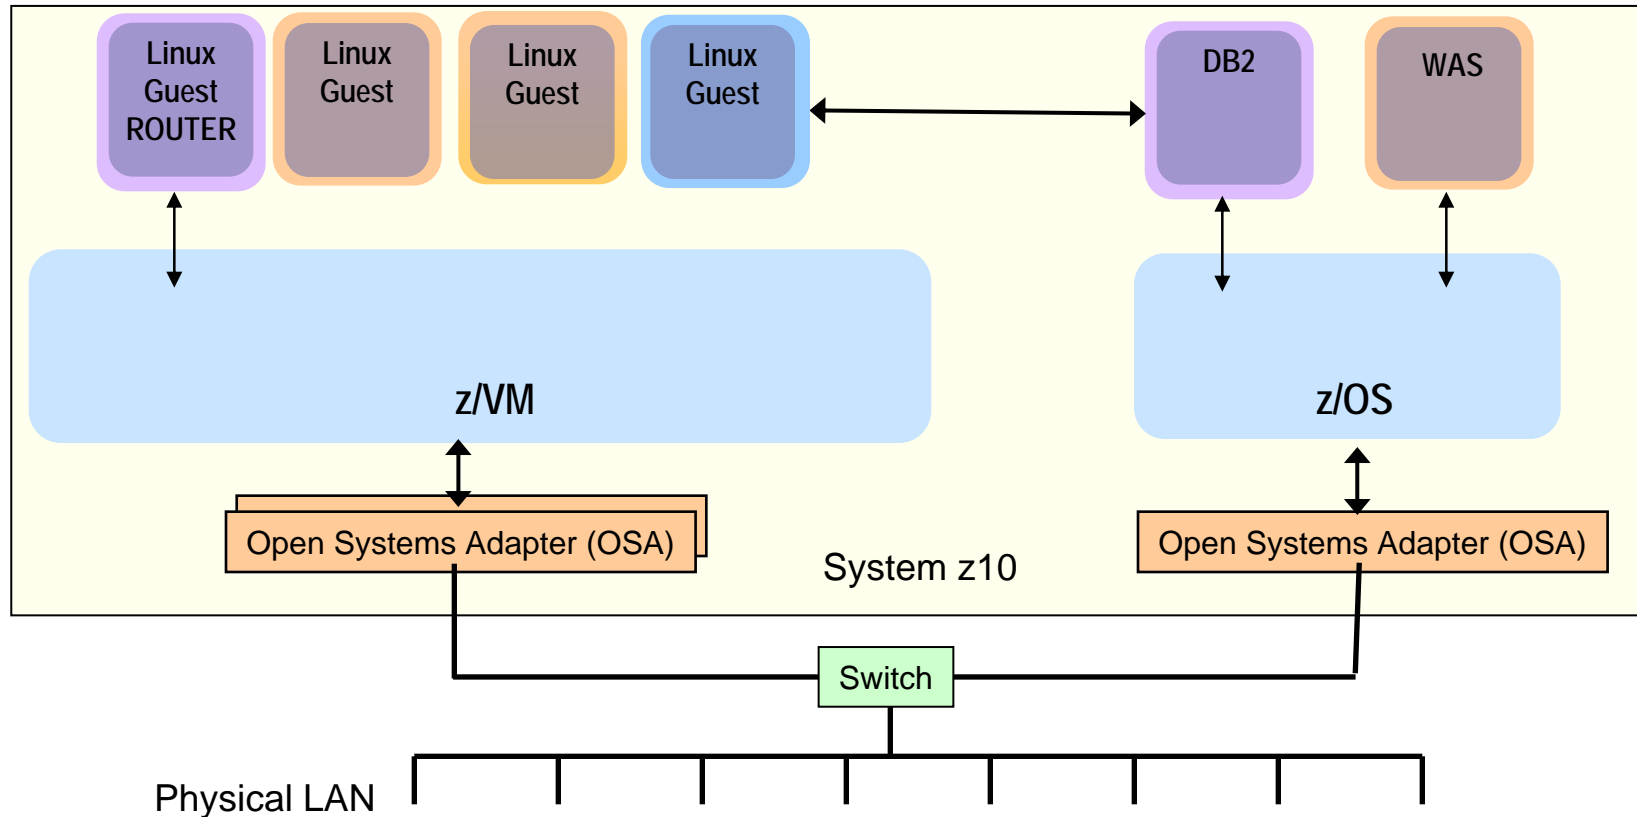 Linux
Guest
ROUTER
Linux
Guest
Linux
Guest
Linux
Guest
DB2
WAS
z/VM
z/OS
Open Systems Adapter (OSA)
Open Systems Adapter (OSA)
System z10
Switch
Physical LAN